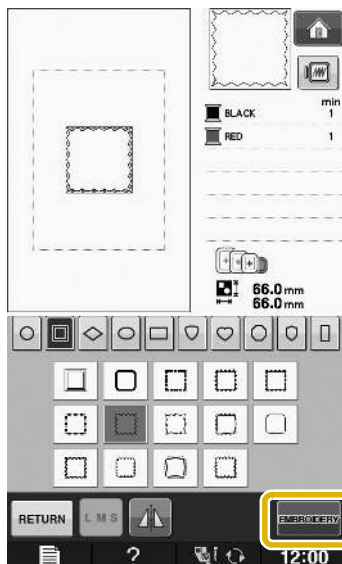 min
BLACK 1
RED 1
66.0 mm
66.0 mm
RETURN L M S EMBROIDERY
? 12:00